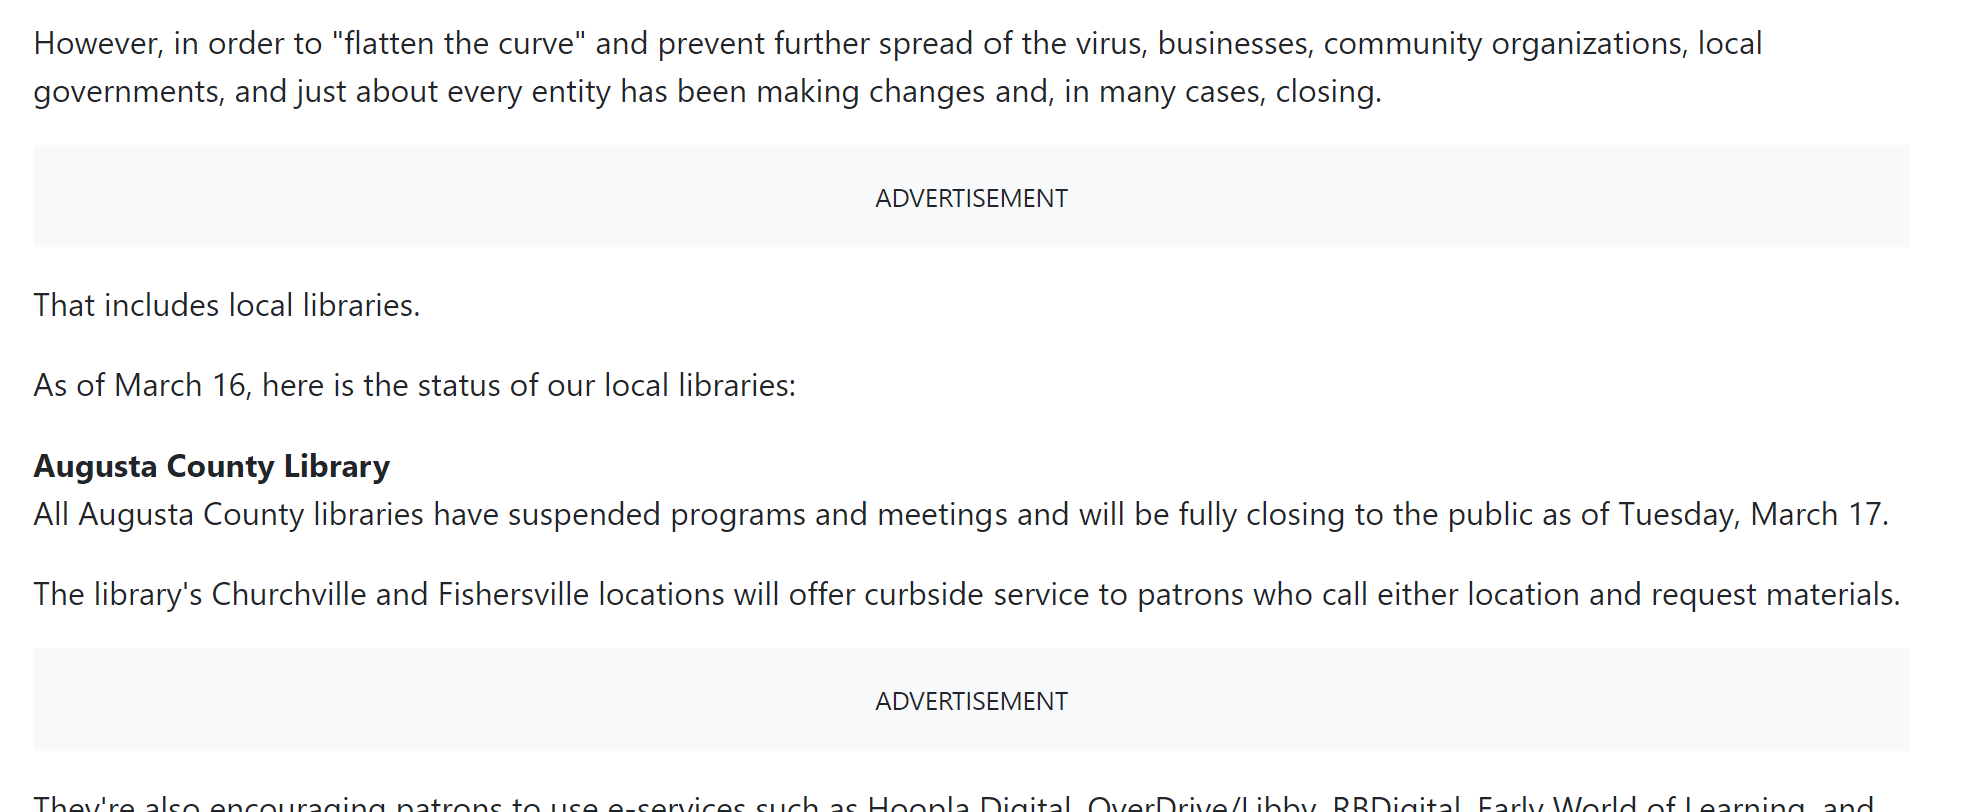 However, in order to "flatten the curve" and prevent further spread of the virus, businesses, community organizations, local
governments, and just about every entity has been making changes and, in many cases, closing.
ADVERTISEMENT
That includes local libraries.
As of March 16, here is the status of our local libraries:
Augusta County Library
All Augusta County libraries have suspended programs and meetings and will be fully closing to the public as of Tuesday, March 17.
The library's Churchville and Fishersville locations will offer curbside service to patrons who call either location and request materials.
ADVERTISEMENT
They're also encouraging patrons to use e-services such as Hoopla Digital, OverDrive/Libby, RBDigital, Early World of Learning, and